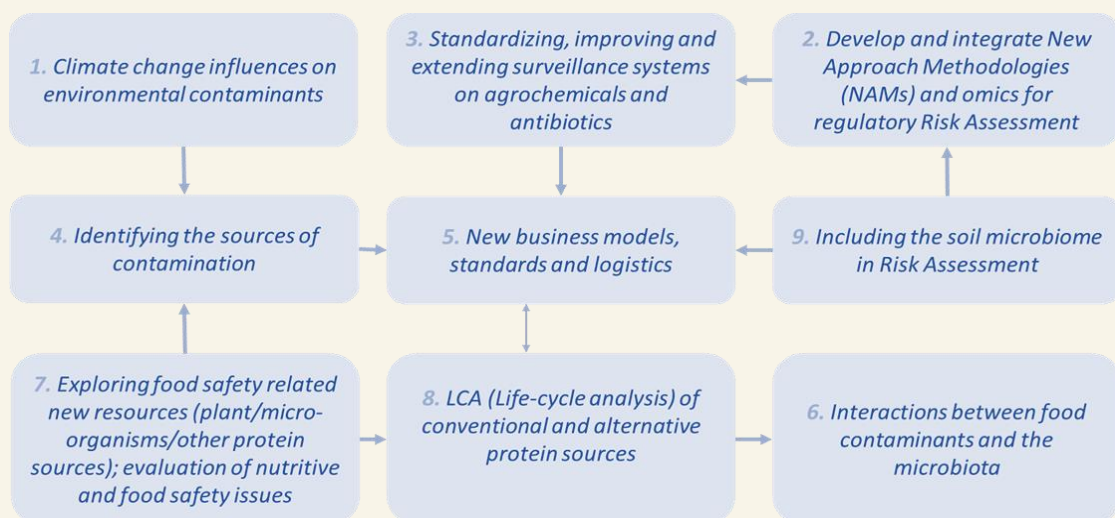 1. Climate change influences on
environmental contaminants
3. Standardizing, improving and
extending surveillance systems
on agrochemicals and
antibiotics
2. Develop and integrate New
Approach Methodologies
(NAMs) and omics for
regulatory Risk Assessment
4. Identifying the sources of
contamination
5. New business models,
standards and logistics
9. Including the soil microbiome
in Risk Assessment
7. Exploring food safety related
new resources (plant/micro-
organisms/other protein
sources); evaluation of nutritive
and food safety issues
8. LCA (Life-cycle analysis) of
conventional and alternative
protein sources
6. Interactions between food
contaminants and the
microbiota